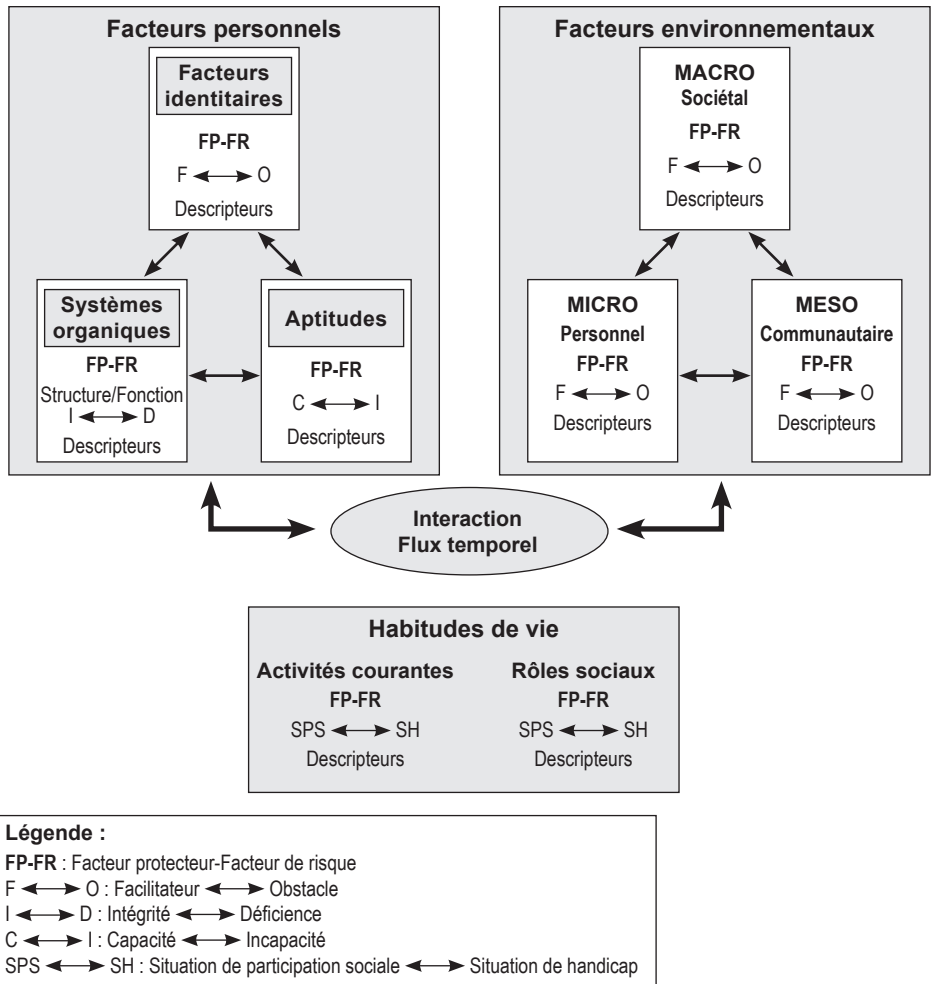 Facteurs personnels
Facteurs
identitaires
FP-FR
F ↔ O
Descripteurs
Systèmes
organiques
FP-FR
Structure/Fonction
I ↔ D
Descripteurs
Aptitudes
FP-FR
C ↔ I
Descripteurs
Facteurs environnementaux
MACRO
Sociétal
FP-FR
F ↔ O
Descripteurs
MICRO
Personnel
FP-FR
F ↔ O
Descripteurs
MESO
Communautaire
FP-FR
F ↔ O
Descripteurs
Interaction
Flux temporel
Habitudes de vie
Activités courantes
FP-FR
SPS ↔ SH
Descripteurs
Rôles sociaux
FP-FR
SPS ↔ SH
Descripteurs
Légende :
FP-FR : Facteur protecteur-Facteur de risque
F ↔ O : Facilitateur ↔ Obstacle
I ↔ D : Intégrité ↔ Déficience
C ↔ I : Capacité ↔ Incapacité
SPS ↔ SH : Situation de participation sociale ↔ Situation de handicap